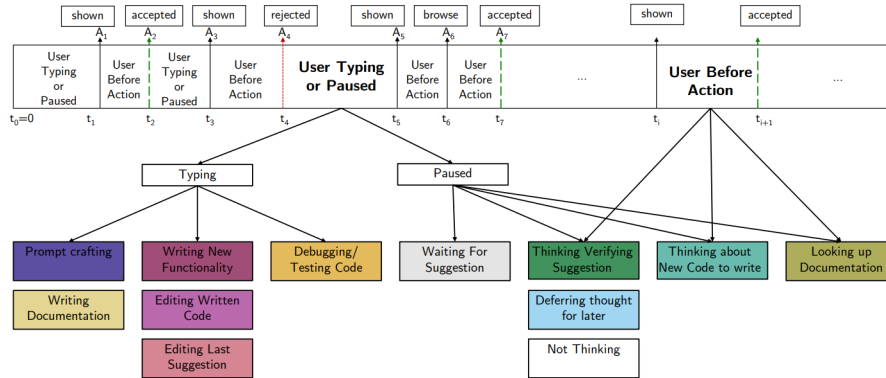 shown accepted shown rejected shown browse accepted shown accepted
A1 A2 A3 A4 A5 A6 A7
User Typing or Paused
User Before Action
User Typing or Paused
User Before Action
User Typing or Paused
User Before Action
User Before Action
...
User Before Action
...
t0=0 t1 t2 t3 t4 t5 t6 t7 ti ti+1
Typing
Paused
Prompt crafting
Writing New Functionality
Debugging/ Testing Code
Waiting For Suggestion
Thinking Verifying Suggestion
Thinking about New Code to write
Looking up Documentation
Writing Documentation
Editing Written Code
Deferring thought for later
Editing Last Suggestion
Not Thinking